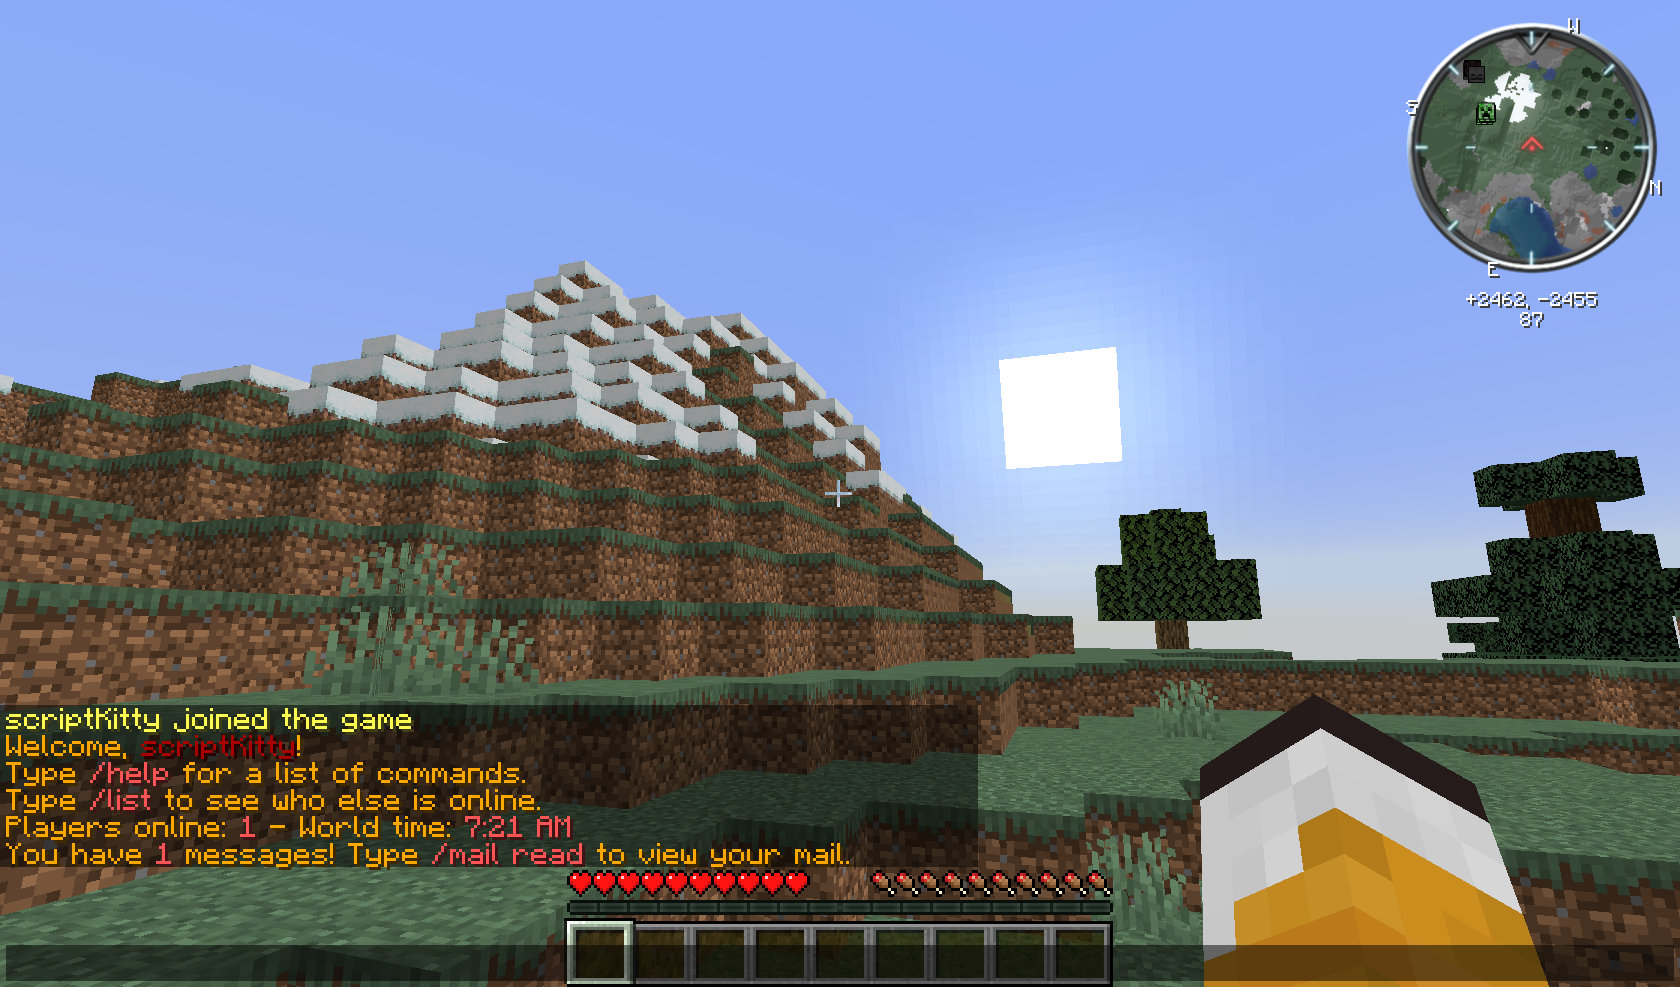 W
S
N
E
+2462, -2455
87
scriptKitty joined the game
Welcome, scriptKitty!
Type /help for a list of commands.
Type /list to see who else is online.
Players online: 1 - World time: 7:21 AM
You have 1 messages! Type /mail read to view your mail.